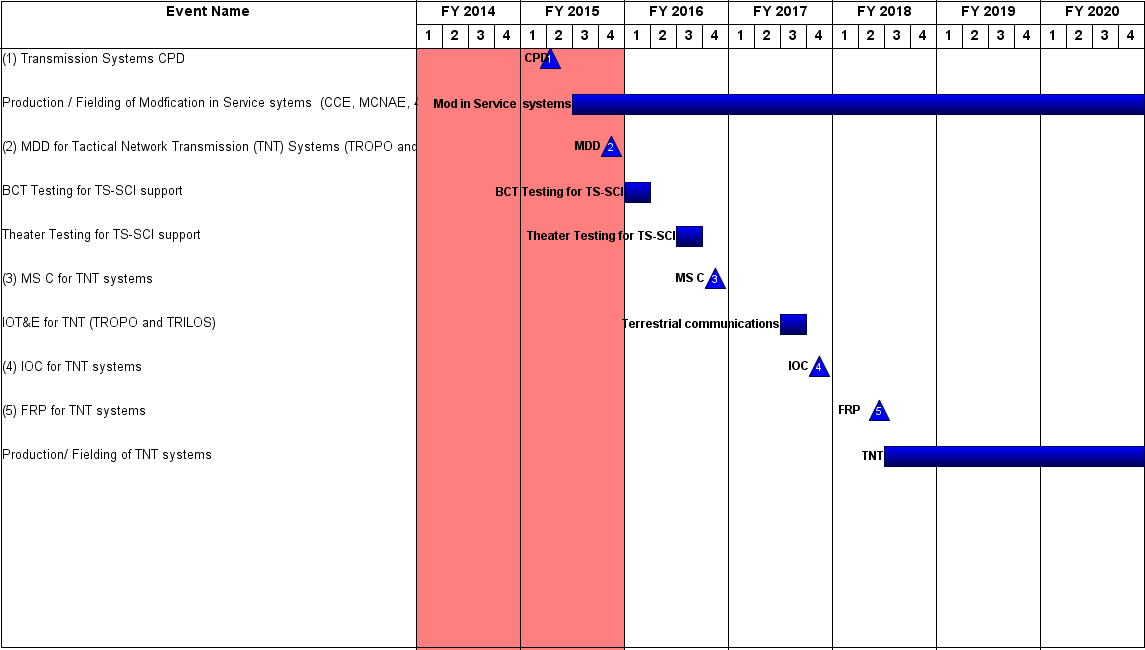 Event Name FY 2014 FY 2015 FY 2016 FY 2017 FY 2018 FY 2019 FY 2020
1 2 3 4 1 2 3 4 1 2 3 4 1 2 3 4 1 2 3 4 1 2 3 4 1 2 3 4
(1) Transmission Systems CPD CPD 1
Production / Fielding of Modfication in Service sytems (CCE, MCNAE, Mod in Service systems
(2) MDD for Tactical Network Transmission (TNT) Systems (TROPO and MDD 2
BCT Testing for TS-SCI support BCT Testing for TS-SCI
Theater Testing for TS-SCI support Theater Testing for TS-SCI
(3) MS C for TNT systems MS C 3
IOT&E for TNT (TROPO and TRILOS) Terrestrial communications
(4) IOC for TNT systems IOC 4
(5) FRP for TNT systems FRP 5
Production/ Fielding of TNT systems TNT